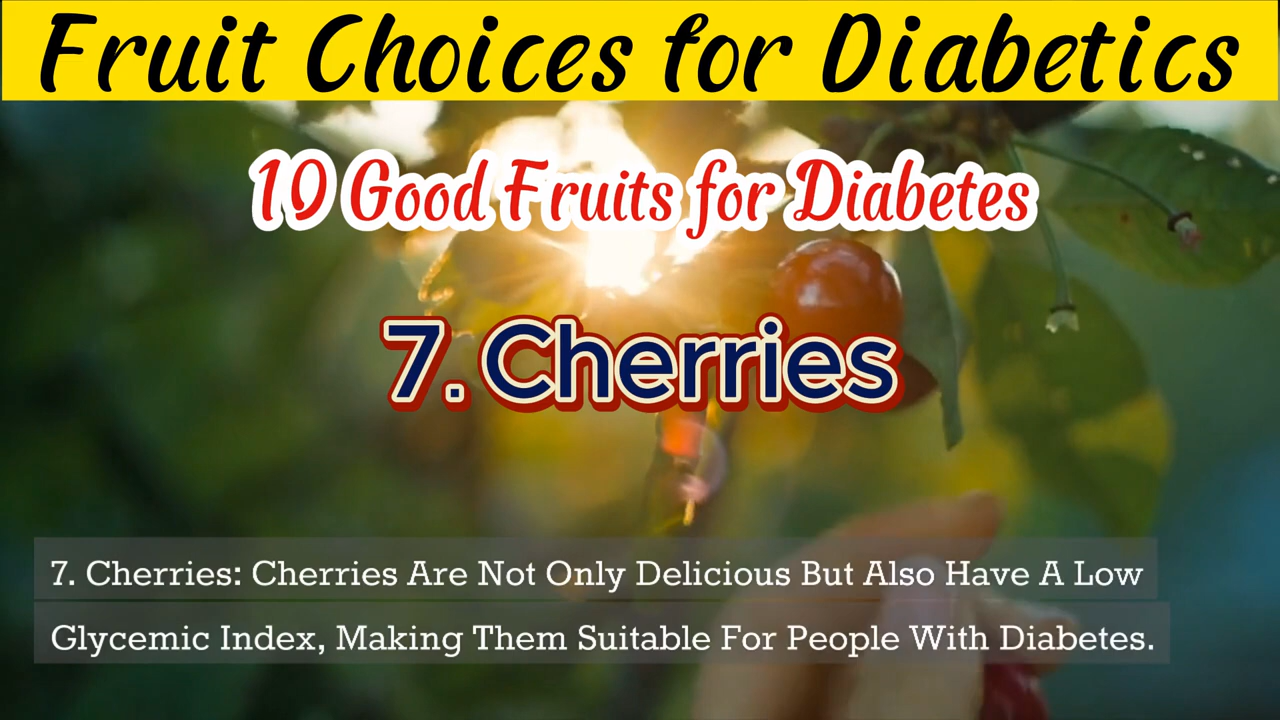 Fruit Choices for Diabetics
10 Good Fruits for Diabetes
7. Cherries
7. Cherries: Cherries Are Not Only Delicious But Also Have A Low
Glycemic Index, Making Them Suitable For People With Diabetes.